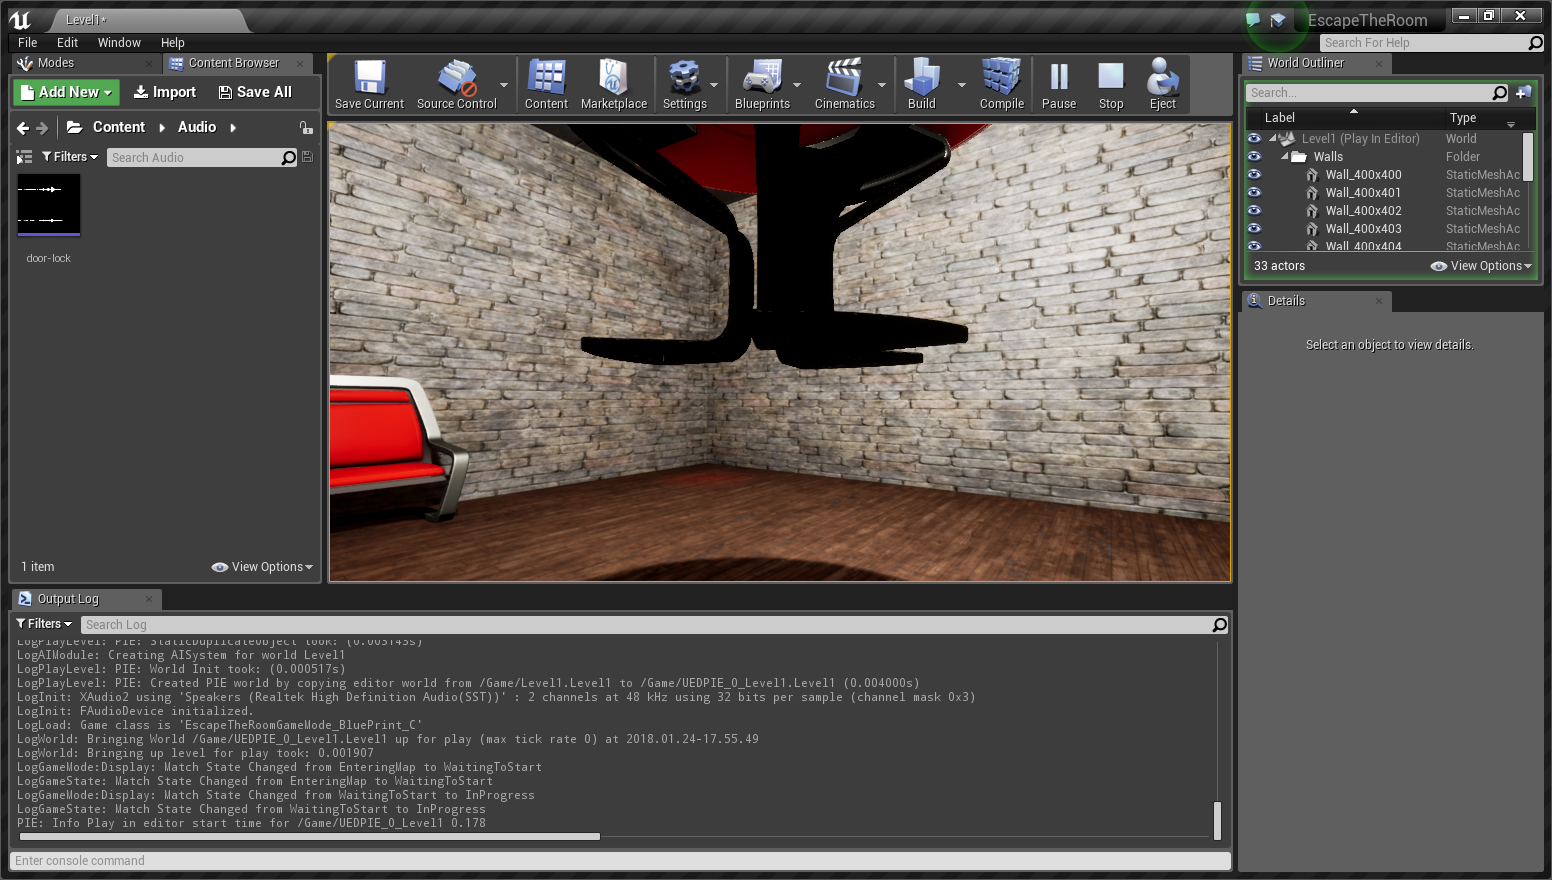 Level1*
EscapeTheRoom
File Edit Window Help
Search For Help
Modes
Content Browser
World Outliner
Add New
Import
Save All
Save Current
Source Control
Content
Marketplace
Settings
Blueprints
Cinematics
Build
Compile
Pause
Stop
Eject
Search...
Label Type
Content Audio
Filters
Search Audio
door-lock
Level1 (Play In Editor) World
Walls Folder
Wall_400x400 StaticMeshAc
Wall_400x401 StaticMeshAc
Wall_400x402 StaticMeshAc
Wall_400x403 StaticMeshAc
Wall_400x404 StaticMeshAc
33 actors
View Options
Details
Select an object to view details.
1 item
View Options
Output Log
Filters
Search Log
LogPlayLevel: PIE: StaticDuplicateObject took: (0.003143s)
LogAIModule: Creating AISystem for world Level1
LogPlayLevel: PIE: World Init took: (0.000517s)
LogPlayLevel: PIE: Created PIE world by copying editor world from /Game/Level1.Level1 to /Game/UEDPIE_0_Level1.Level1 (0.004000s)
LogInit: XAudio2 using 'Speakers (Realtek High Definition Audio(SST))' : 2 channels at 48 kHz using 32 bits per sample (channel mask 0x3)
LogInit: FAudioDevice initialized.
LogLoad: Game class is 'EscapeTheRoomGameMode_BluePrint_C'
LogWorld: Bringing World /Game/UEDPIE_0_Level1.Level1 up for play (max tick rate 0) at 2018.01.24-17.55.49
LogWorld: Bringing up level for play took: 0.001907
LogGameMode:Display: Match State Changed from EnteringMap to WaitingToStart
LogGameState: Match State Changed from EnteringMap to WaitingToStart
LogGameMode:Display: Match State Changed from WaitingToStart to InProgress
LogGameState: Match State Changed from WaitingToStart to InProgress
PIE: Info Play in editor start time for /Game/UEDPIE_0_Level1 0.178
Enter console command